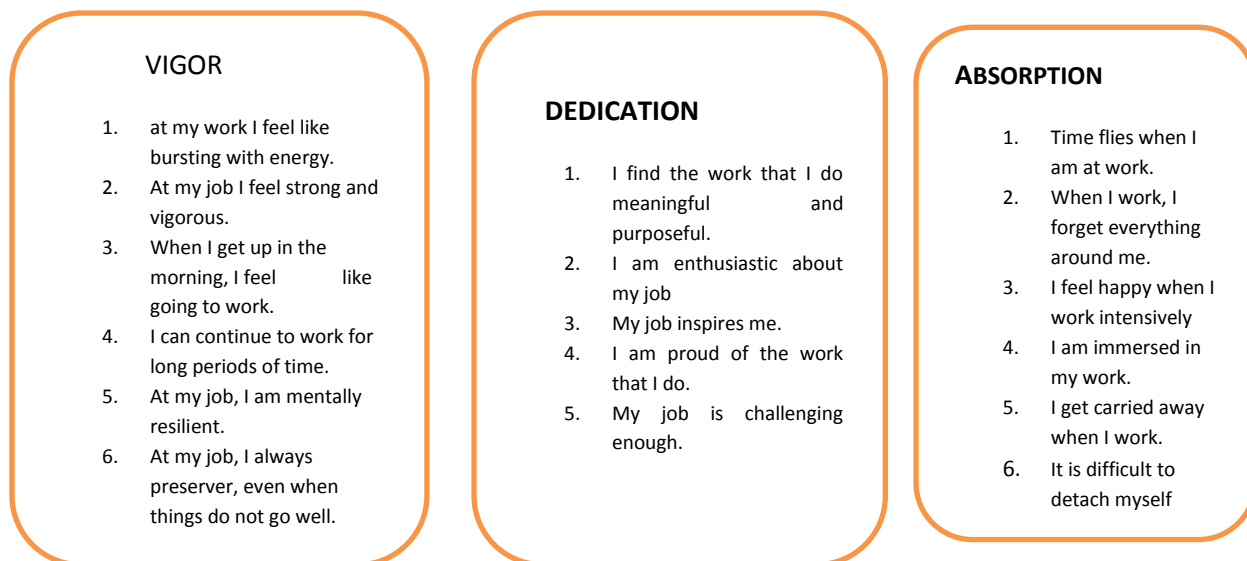 VIGOR
1. at my work I feel like
bursting with energy.
2. At my job I feel strong and
vigorous.
3. When I get up in the
morning, I feel like
going to work.
4. I can continue to work for
long periods of time.
5. At my job, I am mentally
resilient.
6. At my job, I always
preserver, even when
things do not go well.
DEDICATION
1. I find the work that I do
meaningful and
purposeful.
2. I am enthusiastic about
my job
3. My job inspires me.
4. I am proud of the work
that I do.
5. My job is challenging
enough.
ABSORPTION
1. Time flies when I
am at work.
2. When I work, I
forget everything
around me.
3. I feel happy when I
work intensively
4. I am immersed in
my work.
5. I get carried away
when I work.
6. It is difficult to
detach myself